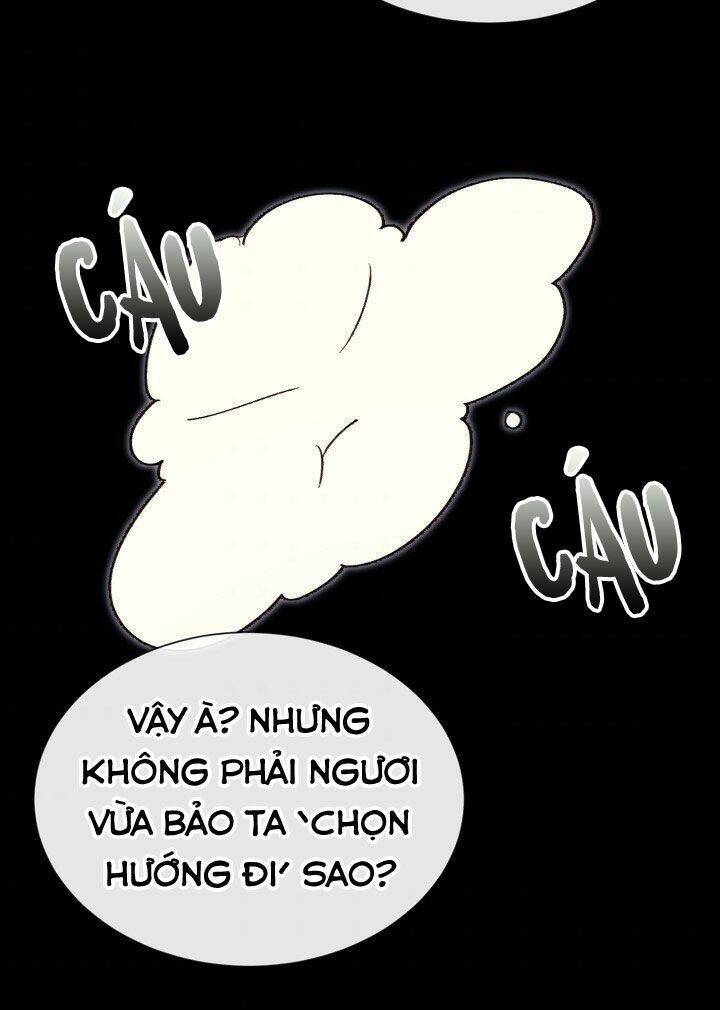 CÁU
CÁU
VẬY À? NHƯNG
KHÔNG PHẢI NGƯƠI
VỪA BẢO TA ‵CHỌN
HƯỚNG ĐI′ SAO?